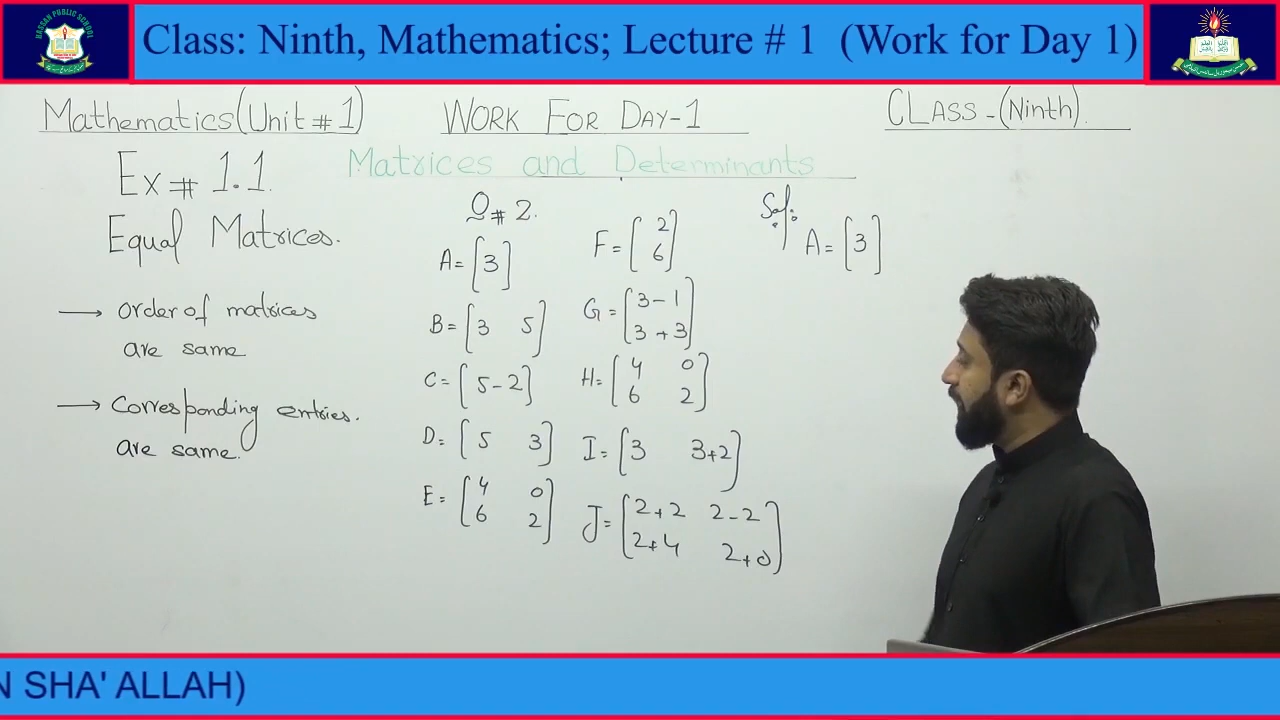 HASSAN PUBLIC SCHOOL
Class: Ninth, Mathematics; Lecture # 1 (Work for Day 1)
Mathematics(Unit # 1)
WORK FOR DAY-1
CLASS-(Ninth).
Ex# 1.1.
Matrices and Determinants
Equal Matrices.
→ Order of matrices
are same
→ Corresponding entries.
are same.
Q# 2.
A= [3]
B= [3 5]
C= [5-2]
D= [5 3]
E= [4 0
6 2]
F= [2
6]
G= [3-1
3+3]
H= [4 0
6 2]
I= [3 3+2]
J= [2+2 2-2
2+4 2+0]
Sol:
A= [3]
N SHA' ALLAH)